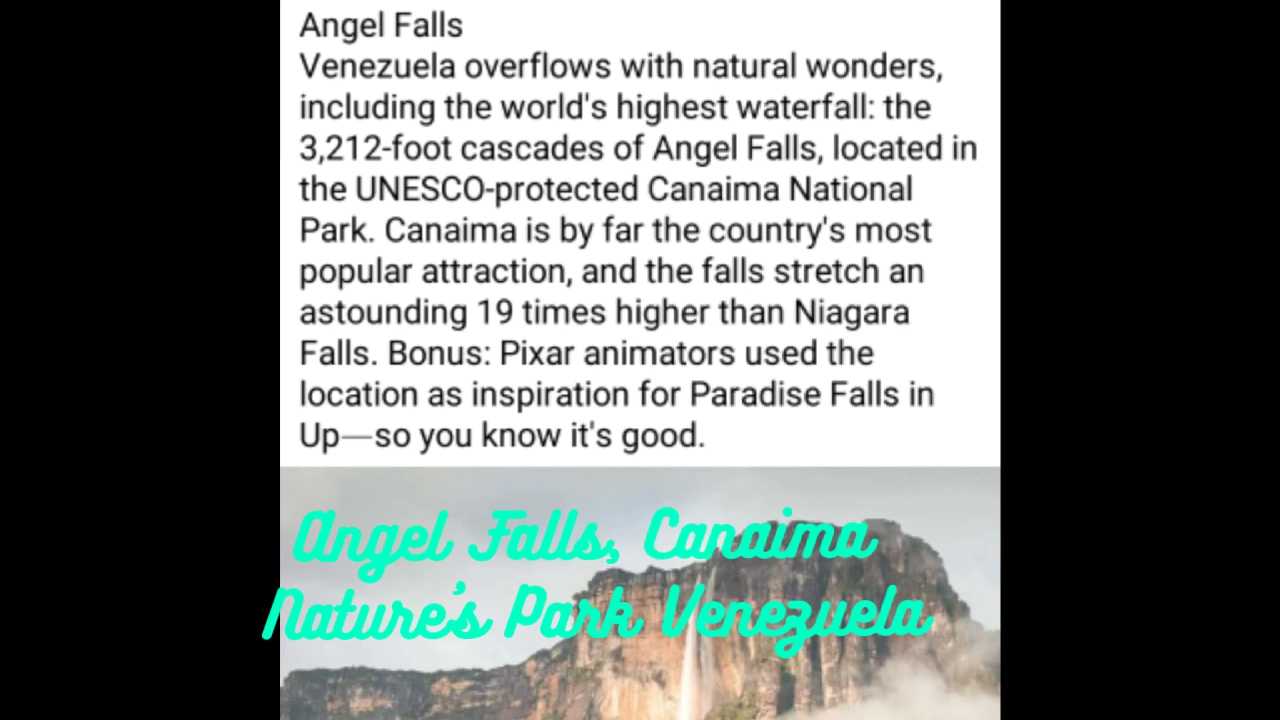 Angel Falls
Venezuela overflows with natural wonders,
including the world's highest waterfall: the
3,212-foot cascades of Angel Falls, located in
the UNESCO-protected Canaima National
Park. Canaima is by far the country's most
popular attraction, and the falls stretch an
astounding 19 times higher than Niagara
Falls. Bonus: Pixar animators used the
location as inspiration for Paradise Falls in
Up—so you know it's good.
Angel Falls, Canaima
Nature's Park Venezuela